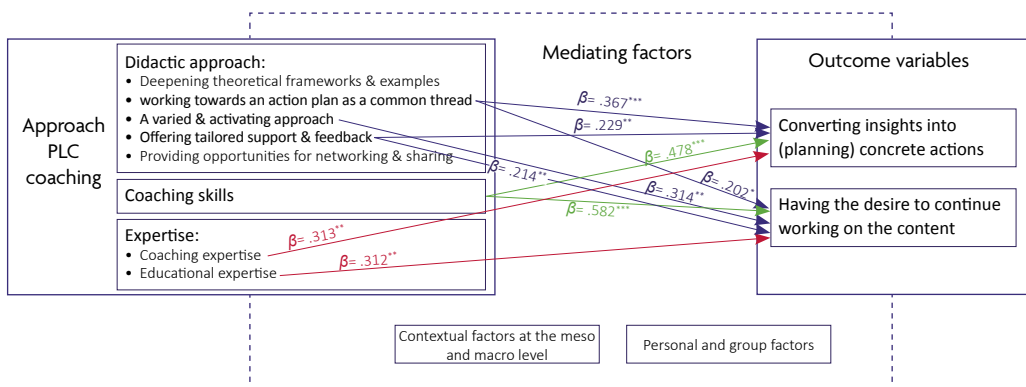 Approach
PLC
coaching
Didactic approach:
• Deepening theoretical frameworks & examples
• working towards an action plan as a common thread
• A varied & activating approach
• Offering tailored support & feedback
• Providing opportunities for networking & sharing
Coaching skills
Expertise:
• Coaching expertise
• Educational expertise
Mediating factors
β= .367***
β= .229**
β= .478***
β= .214**
β= .314**
β= .202*
β= .582***
β= .313**
β= .312**
Outcome variables
Converting insights into
(planning) concrete actions
Having the desire to continue
working on the content
Contextual factors at the meso
and macro level
Personal and group factors